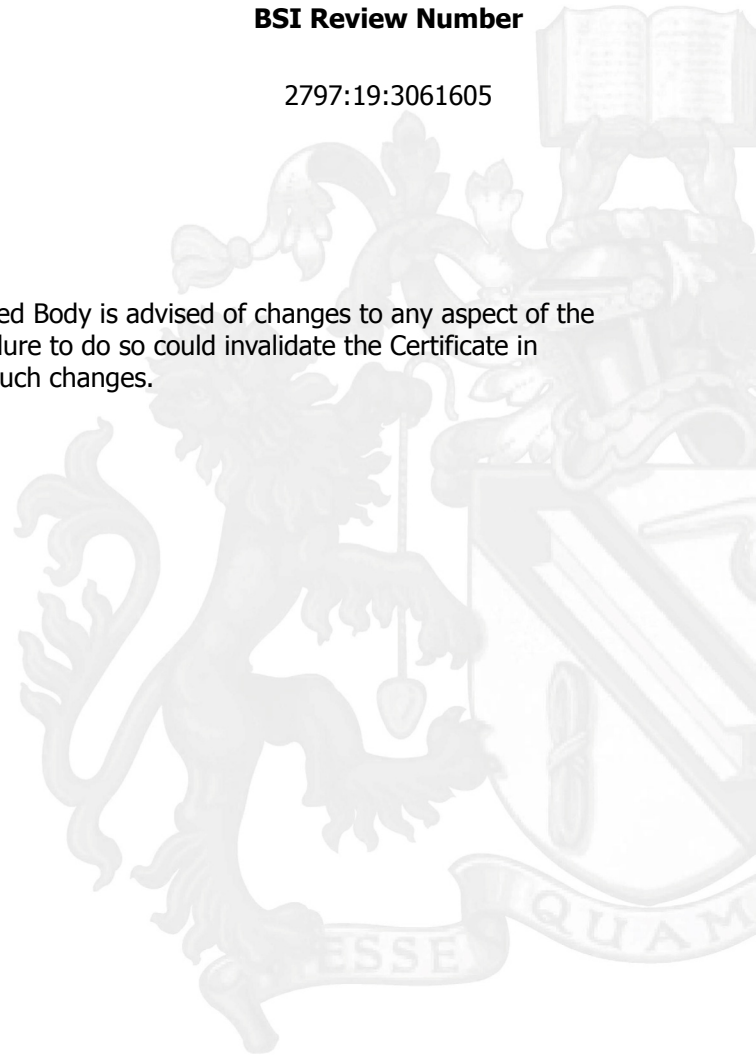 BSI Review Number
2797:19:3061605
ed Body is advised of changes to any aspect of the
lure to do so could invalidate the Certificate in
uch changes.
ESSE
QUAM